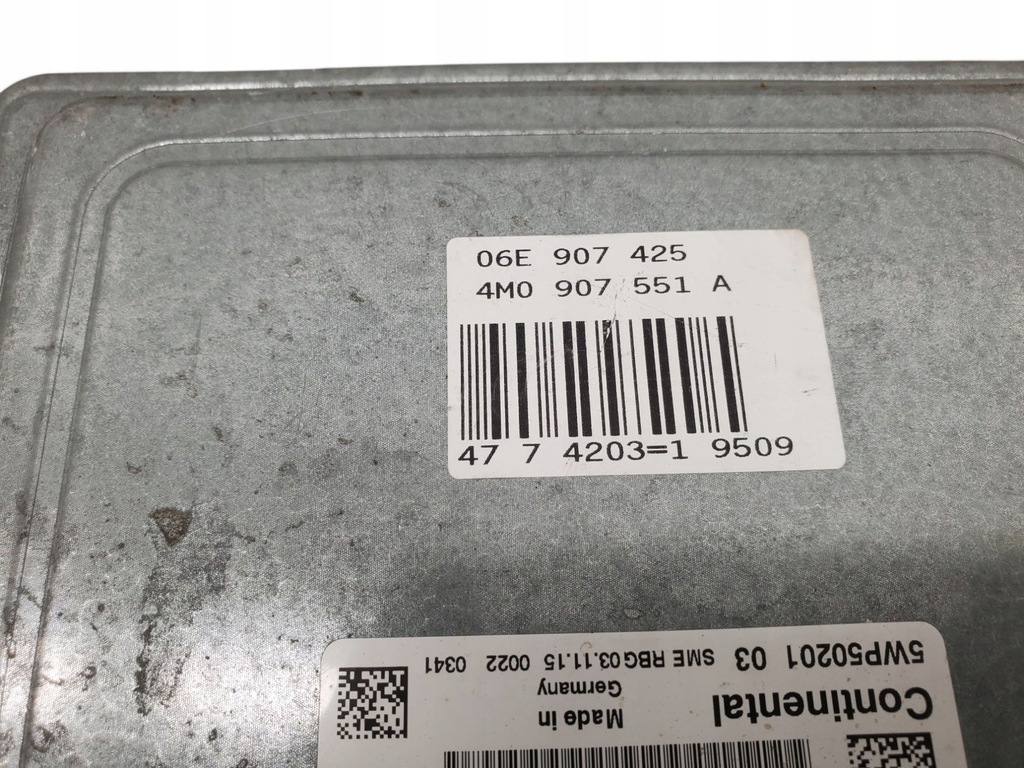 06E 907 425
4M0 907 551 A
47 7 4203=1 9509
5WP50201 03 SME RBG 03.11.15 0022 0341
Continental
Made in
Germany